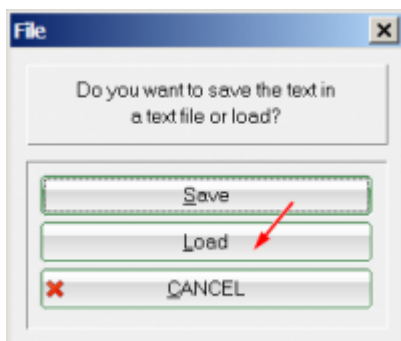 File
Do you want to save the text in
a text file or load?
Save
Load
CANCEL